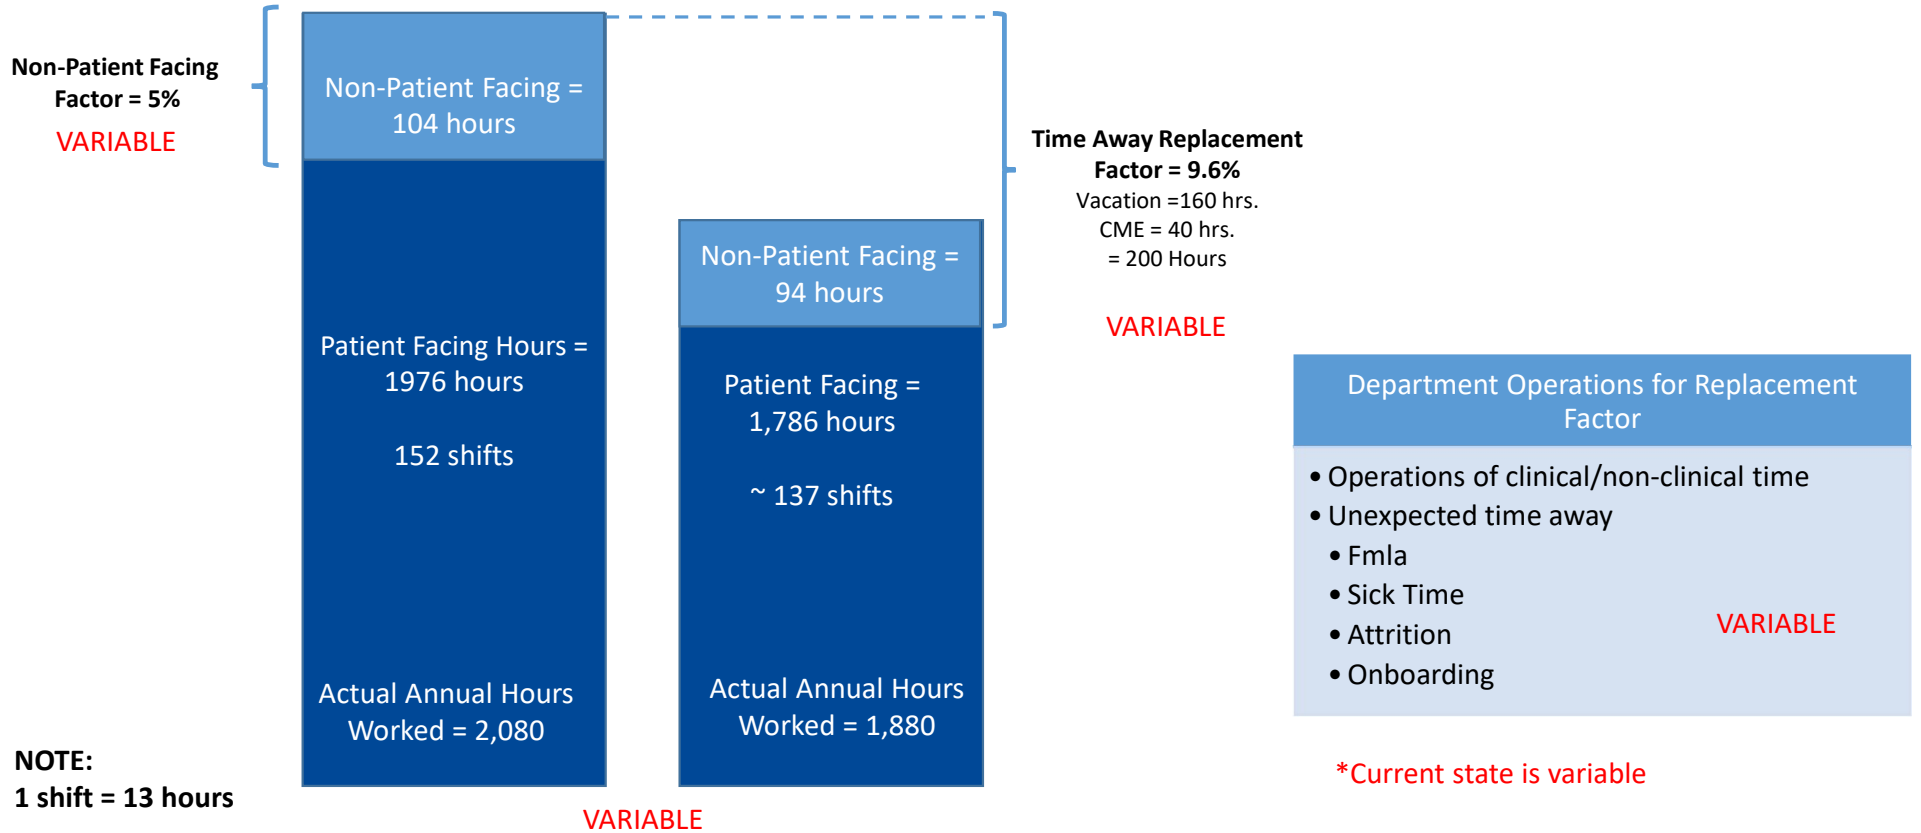 Non-Patient Facing
Factor = 5%
VARIABLE
Non-Patient Facing =
104 hours
Patient Facing Hours =
1976 hours
152 shifts
Actual Annual Hours
Worked = 2,080
Non-Patient Facing =
94 hours
Patient Facing =
1,786 hours
~ 137 shifts
Actual Annual Hours
Worked = 1,880
VARIABLE
Time Away Replacement
Factor = 9.6%
Vacation =160 hrs.
CME = 40 hrs.
= 200 Hours
VARIABLE
Department Operations for Replacement
Factor
• Operations of clinical/non-clinical time
• Unexpected time away
• Fmla
• Sick Time
• Attrition
• Onboarding
VARIABLE
*Current state is variable
NOTE:
1 shift = 13 hours